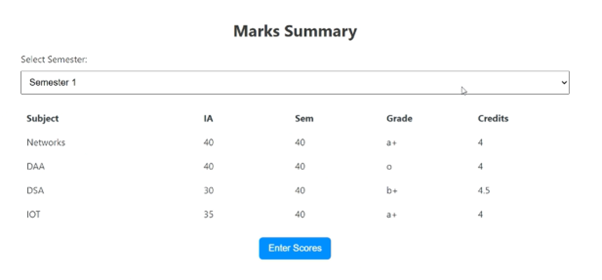 Marks Summary
Select Semester:
Semester 1
Subject IA Sem Grade Credits
Networks 40 40 a+ 4
DAA 40 40 o 4
DSA 30 40 b+ 4.5
IOT 35 40 a+ 4
Enter Scores